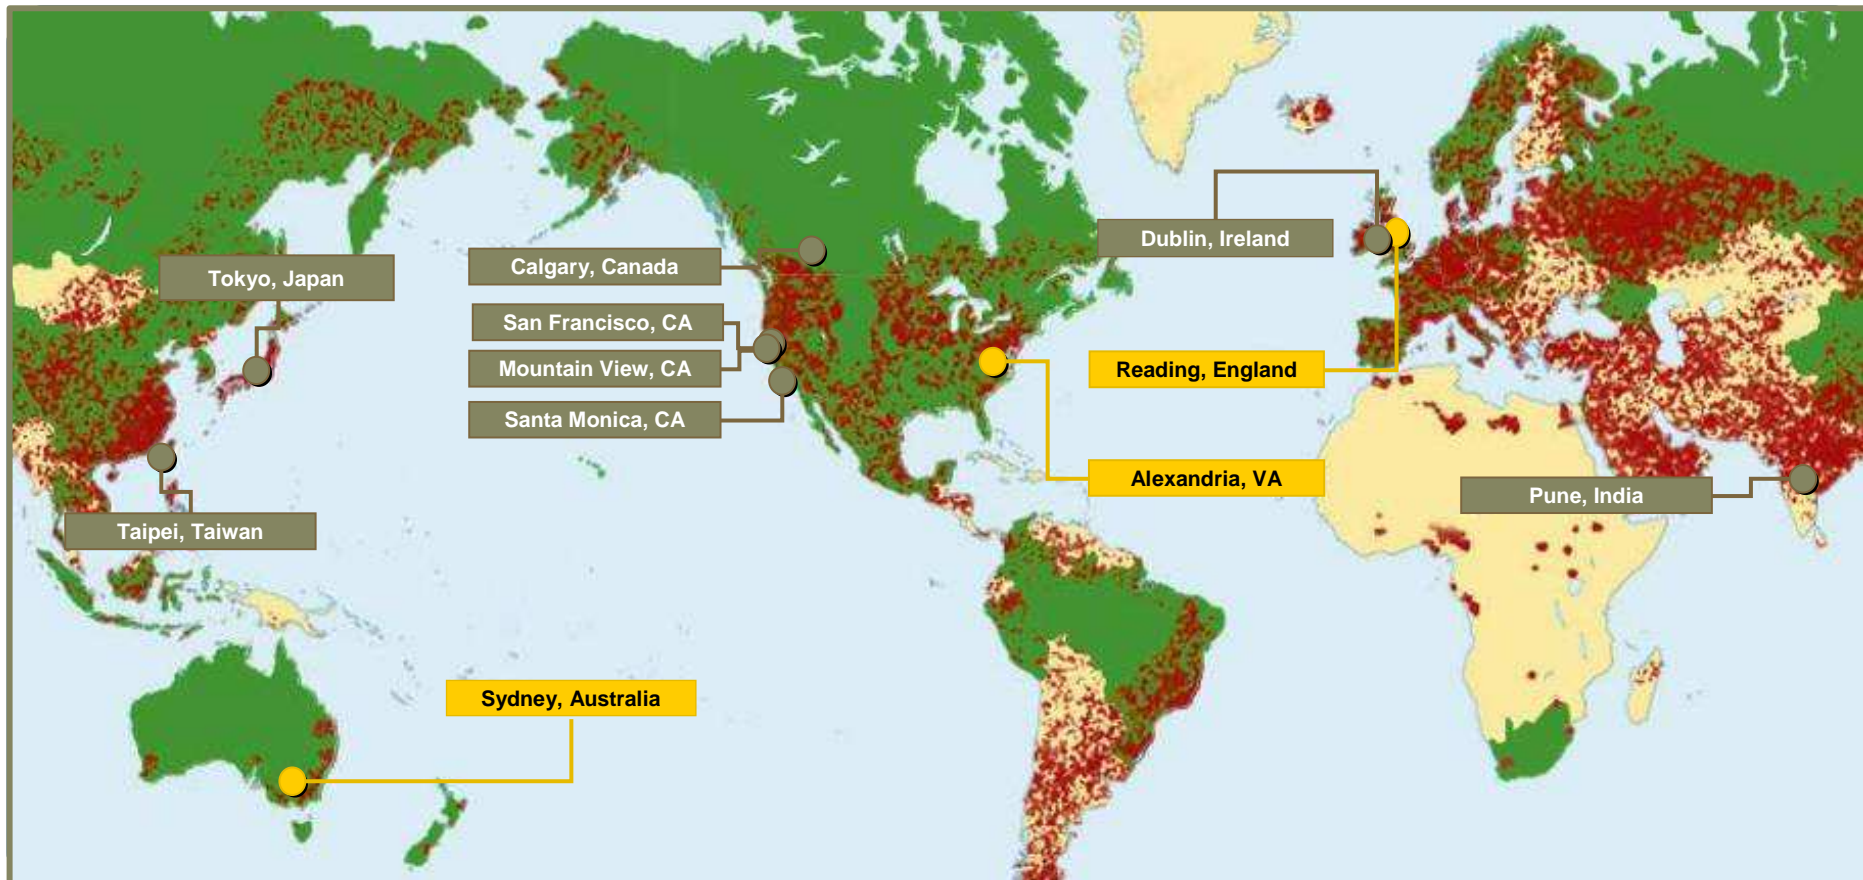 Dublin, Ireland
Tokyo, Japan
Calgary, Canada
San Francisco, CA
Mountain View, CA
Reading, England
Santa Monica, CA
Alexandria, VA
Pune, India
Taipei, Taiwan
Sydney, Australia